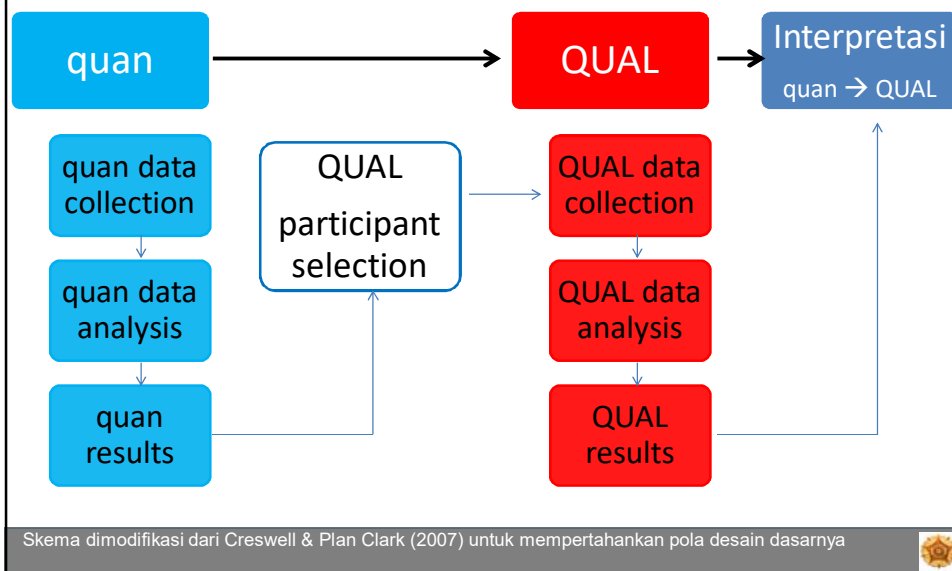 quan
QUAL
Interpretasi
quan → QUAL
quan data
collection
quan data
analysis
quan
results
QUAL
participant
selection
QUAL data
collection
QUAL data
analysis
QUAL
results
Skema dimodifikasi dari Creswell & Plan Clark (2007) untuk mempertahankan pola desain dasarnya